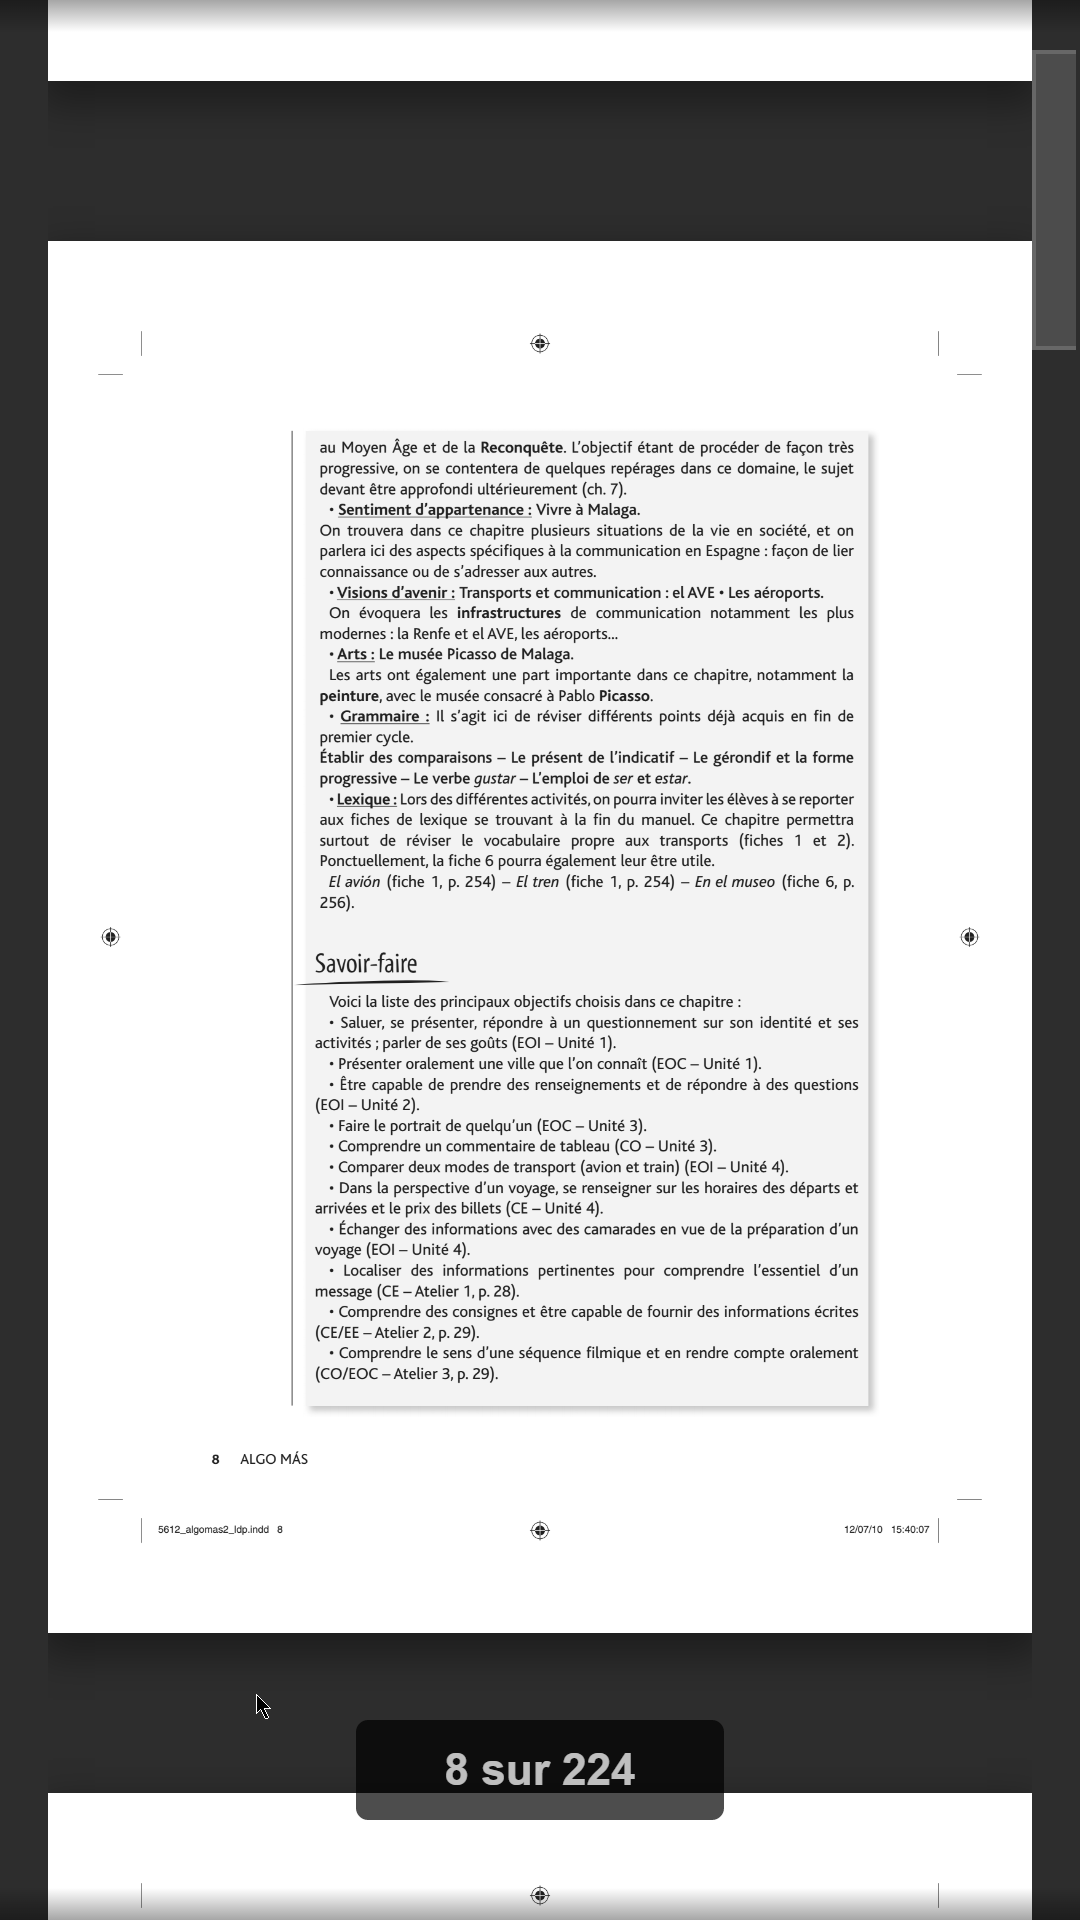 au Moyen Âge et de la Reconquête. L'objectif étant de procéder de façon très
progressive, on se contentera de quelques repérages dans ce domaine, le sujet
devant être approfondi ultérieurement (ch. 7).
• Sentiment d'appartenance : Vivre à Malaga.
On trouvera dans ce chapitre plusieurs situations de la vie en société, et on
parlera ici des aspects spécifiques à la communication en Espagne : façon de lier
connaissance ou de s'adresser aux autres.
• Visions d'avenir : Transports et communication : el AVE • Les aéroports.
On évoquera les infrastructures de communication notamment les plus
modernes : la Renfe et el AVE, les aéroports...
• Arts : Le musée Picasso de Malaga.
Les arts ont également une part importante dans ce chapitre, notamment la
peinture, avec le musée consacré à Pablo Picasso.
• Grammaire : Il s'agit ici de réviser différents points déjà acquis en fin de
premier cycle.
Établir des comparaisons – Le présent de l'indicatif – Le gérondif et la forme
progressive – Le verbe gustar – L'emploi de ser et estar.
• Lexique : Lors des différentes activités, on pourra inviter les élèves à se reporter
aux fiches de lexique se trouvant à la fin du manuel. Ce chapitre permettra
surtout de réviser le vocabulaire propre aux transports (fiches 1 et 2).
Ponctuellement, la fiche 6 pourra également leur être utile.
El avión (fiche 1, p. 254) – El tren (fiche 1, p. 254) – En el museo (fiche 6, p.
256).
Savoir-faire
Voici la liste des principaux objectifs choisis dans ce chapitre :
• Saluer, se présenter, répondre à un questionnement sur son identité et ses
activités ; parler de ses goûts (EOI – Unité 1).
• Présenter oralement une ville que l'on connaît (EOC – Unité 1).
• Être capable de prendre des renseignements et de répondre à des questions
(EOI – Unité 2).
• Faire le portrait de quelqu'un (EOC – Unité 3).
• Comprendre un commentaire de tableau (CO – Unité 3).
• Comparer deux modes de transport (avion et train) (EOI – Unité 4).
• Dans la perspective d'un voyage, se renseigner sur les horaires des départs et
arrivées et le prix des billets (CE – Unité 4).
• Échanger des informations avec des camarades en vue de la préparation d'un
voyage (EOI – Unité 4).
• Localiser des informations pertinentes pour comprendre l'essentiel d'un
message (CE – Atelier 1, p. 28).
• Comprendre des consignes et être capable de fournir des informations écrites
(CE/EE – Atelier 2, p. 29).
• Comprendre le sens d'une séquence filmique et en rendre compte oralement
(CO/EOC – Atelier 3, p. 29).
8 ALGO MÁS
5612_algomas2_ldp.indd 8 12/07/10 15:40:07
8 sur 224